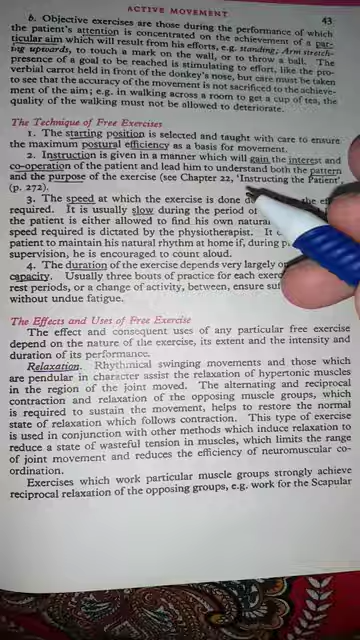 ACTIVE MOVEMENT
43
b. Objective exercises are those during the performance of which
the patient's attention is concentrated on the achievement of a par-
ticular aim which will result from his efforts, e.g. standing; Arm stretch-
ing upwards, to touch a mark on the wall, or to throw a ball. The
presence of a goal to be reached is stimulating to effort, like the pro-
verbial carrot held in front of the donkey's nose, but care must be taken
to see that the accuracy of the movement is not sacrificed to the achieve-
ment of the aim; e.g. in walking across a room to get a cup of tea, the
quality of the walking must not be allowed to deteriorate.
The Technique of Free Exercises
1. The starting position is selected and taught with care to ensure
the maximum postural efficiency as a basis for movement.
2. Instruction is given in a manner which will gain the interest and
co-operation of the patient and lead him to understand both the pattern
and the purpose of the exercise (see Chapter 22, 'Instructing the Patient',
(p. 272).
3. The speed at which the exercise is done the
required. It is usually slow during the period of
the patient is either allowed to find his own natural
speed required is dictated by the physiotherapist. It
patient to maintain his natural rhythm at home if, during
supervision, he is encouraged to count aloud.
4. The duration of the exercise depends very largely
capacity. Usually three bouts of practice for each
rest periods, or a change of activity, between, ensure
without undue fatigue.
The Effects and Uses of Free Exercise
The effect and consequent uses of any particular free exercise
depend on the nature of the exercise, its extent and the intensity and
duration of its performance.
Relaxation. Rhythmical swinging movements and those which
are pendular in character assist the relaxation of hypertonic muscles
in the region of the joint moved. The alternating and reciprocal
contraction and relaxation of the opposing muscle groups, which
is required to sustain the movement, helps to restore the normal
state of relaxation which follows contraction. This type of exercise
is used in conjunction with other methods which induce relaxation to
reduce a state of wasteful tension in muscles, which limits the range
of joint movement and reduces the efficiency of neuromuscular co-
ordination.
Exercises which work particular muscle groups strongly achieve
reciprocal relaxation of the opposing groups, e.g. work for the Scapular